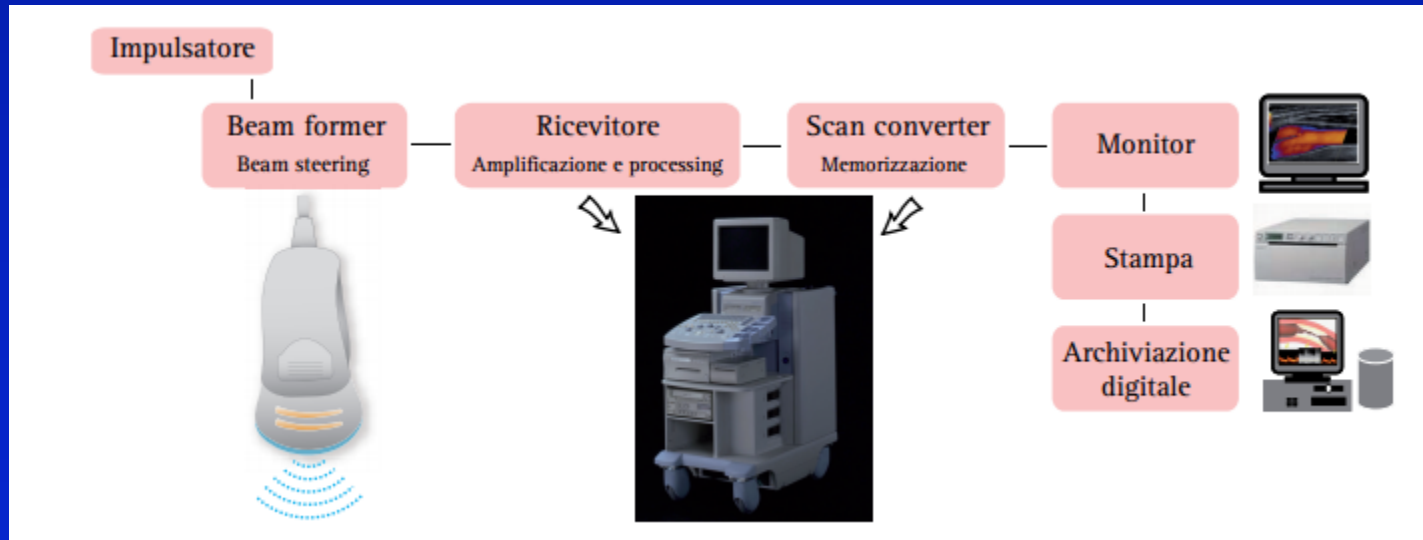 Impulsatore
Beam former
Beam steering
Ricevitore
Amplificazione e processing
Scan converter
Memorizzazione
Monitor
Stampa
Archiviazione
digitale